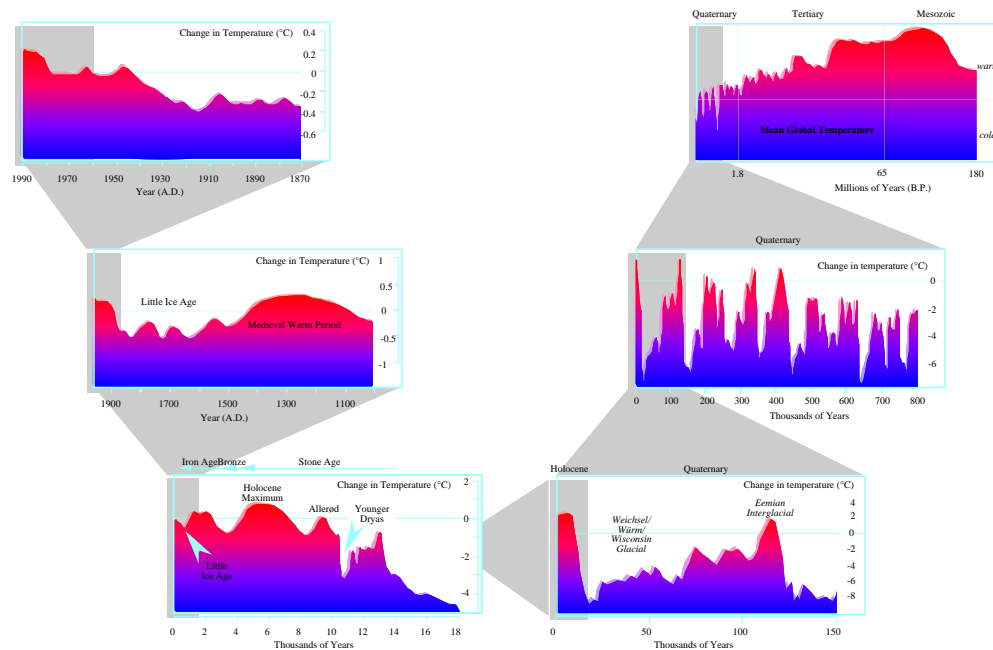 Change in Temperature (°C)
0.4
0.2
0
-0.2
-0.4
-0.6
1990 1970 1950 1930 1910 1890 1870
Year (A.D.)
Quaternary Tertiary Mesozoic
Mean Global Temperature
1.8 65 180
Millions of Years (B.P.)
Change in Temperature (°C)
1
0.5
0
-0.5
-1
Little Ice Age
Medieval Warm Period
1900 1700 1500 1300 1100
Year (A.D.)
Quaternary
Change in temperature (°C)
0
-2
-4
-6
0 100 200 300 400 500 600 700 800
Thousands of Years
Iron Age Bronze Stone Age
Change in Temperature (°C)
2
0
-2
-4
Holocene
Maximum
Allerød
Younger
Dryas
Little
Ice Age
0 2 4 6 8 10 12 14 16 18
Thousands of Years
Holocene Quaternary
Change in temperature (°C)
4
2
0
-2
-4
-6
-8
Weichsel/
Würm/
Wisconsin
Glacial
Eemian
Interglacial
0 50 100 150
Thousands of Years